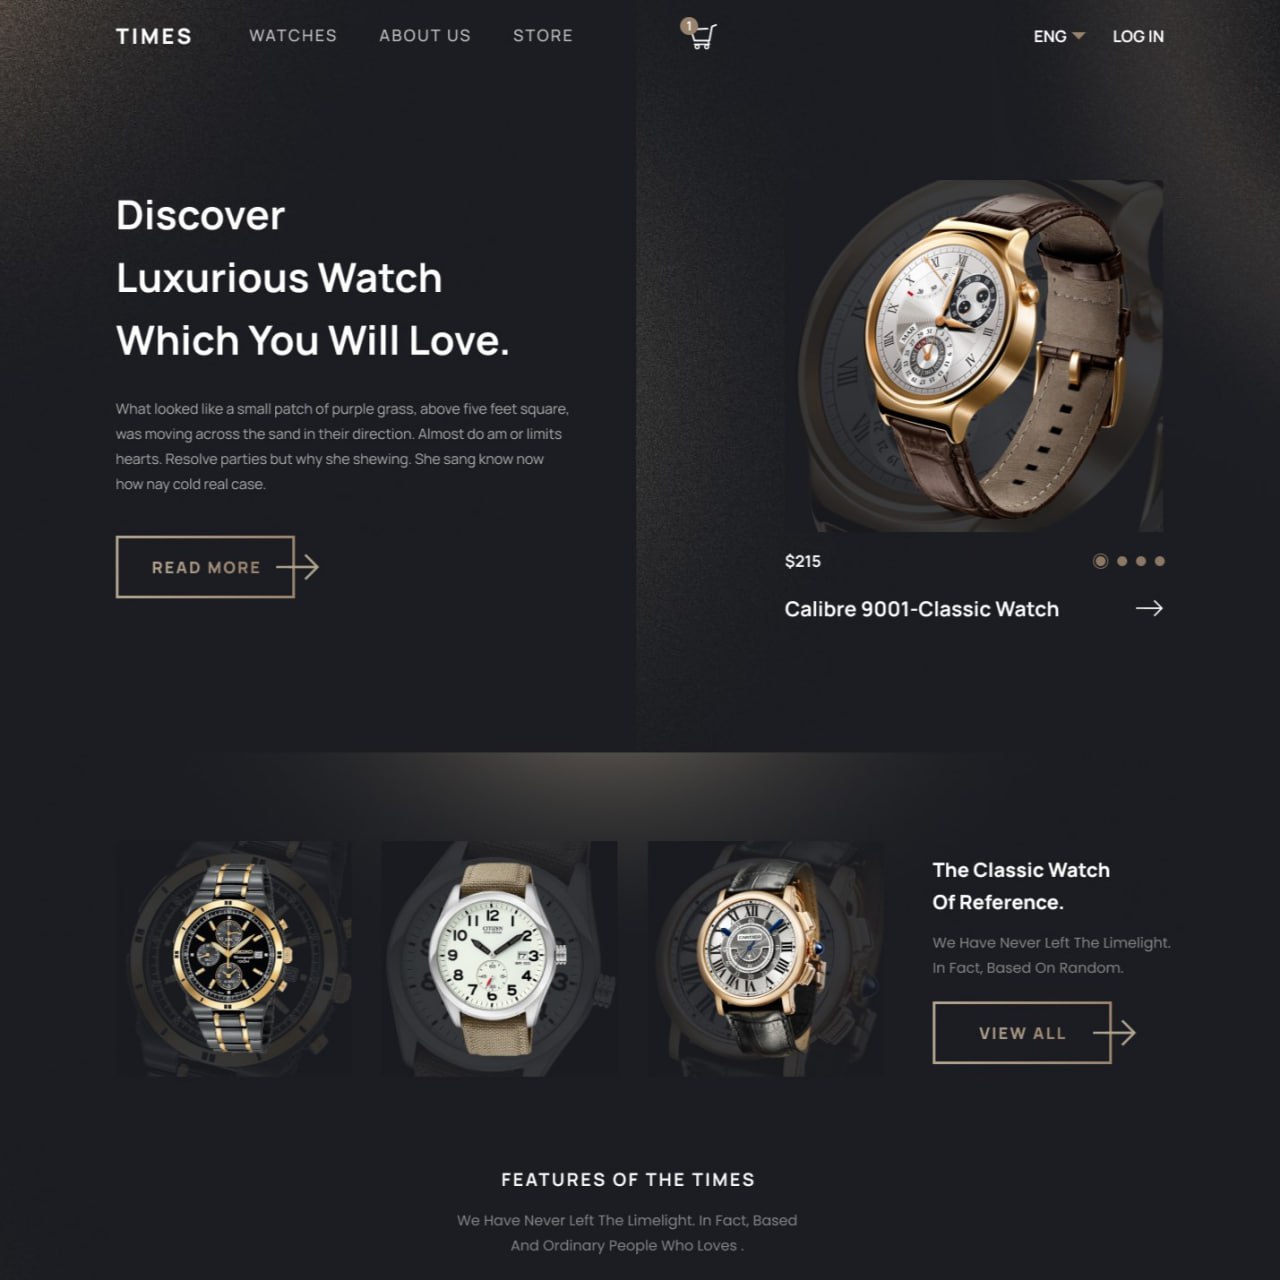 TIMES WATCHES ABOUT US STORE 1 ENG LOG IN
Discover
Luxurious Watch
Which You Will Love.
What looked like a small patch of purple grass, above five feet square,
was moving across the sand in their direction. Almost do am or limits
hearts. Resolve parties but why she shewing. She sang know now
how nay cold real case.
READ MORE
$215
Calibre 9001-Classic Watch
CITIZEN
The Classic Watch
Of Reference.
We Have Never Left The Limelight.
In Fact, Based On Random.
VIEW ALL
FEATURES OF THE TIMES
We Have Never Left The Limelight. In Fact, Based
And Ordinary People Who Loves .